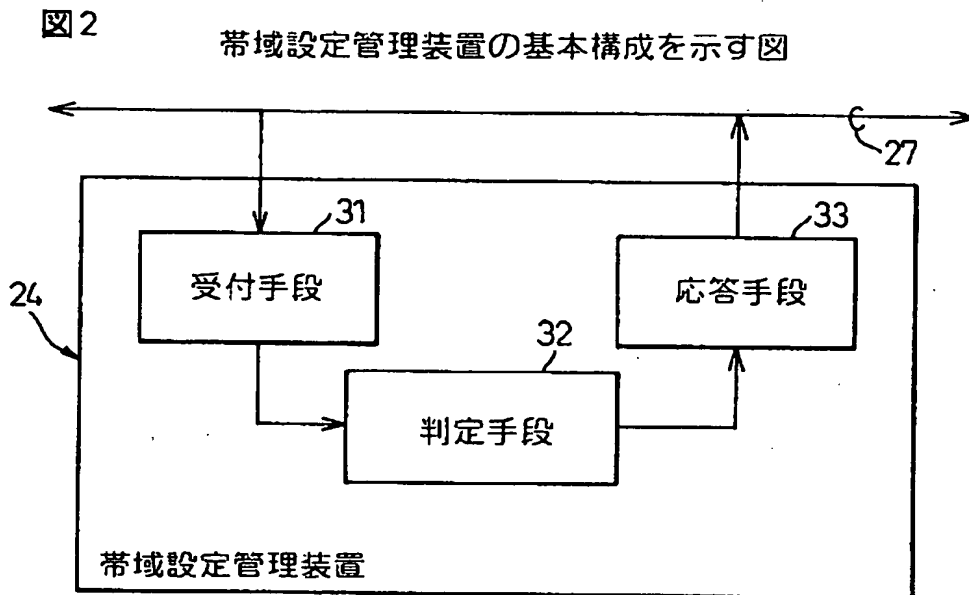 図2
帯域設定管理装置の基本構成を示す図
27
31
33
受付手段
応答手段
24
32
判定手段
帯域設定管理装置